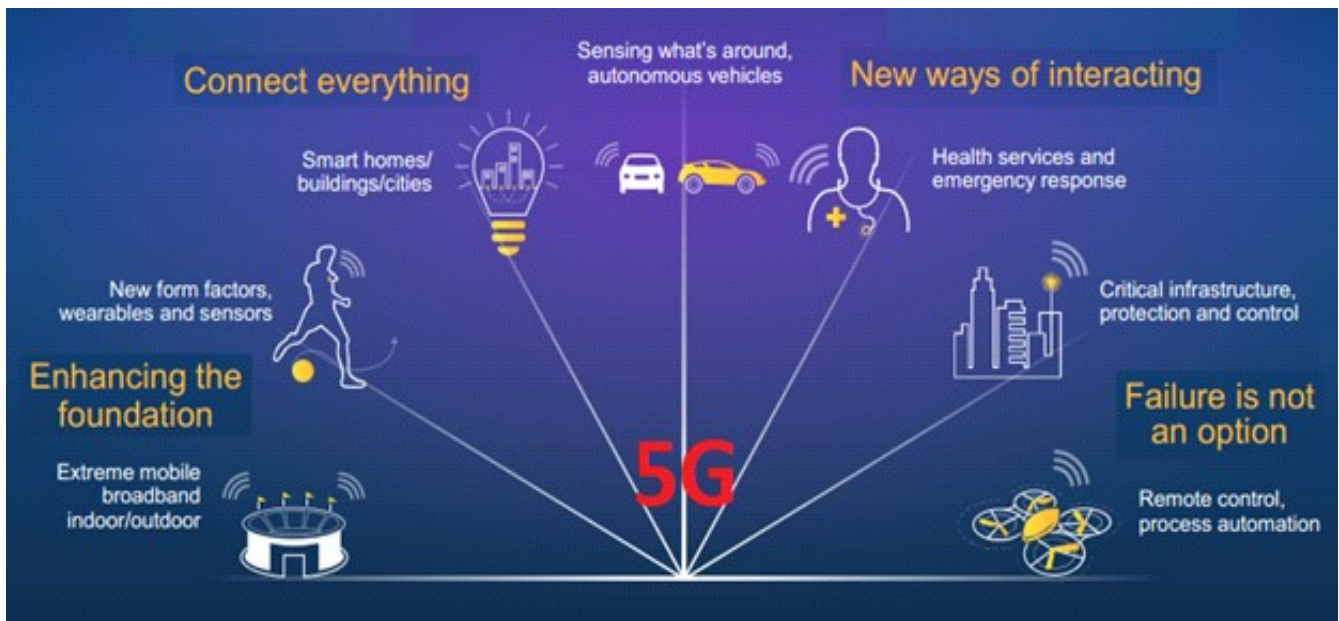 Sensing what's around,
autonomous vehicles
Connect everything
New ways of interacting
Smart homes/
buildings/cities
Health services and
emergency response
New form factors,
wearables and sensors
Critical infrastructure,
protection and control
Enhancing the
foundation
Failure is not
an option
5G
Extreme mobile
broadband
indoor/outdoor
Remote control,
process automation